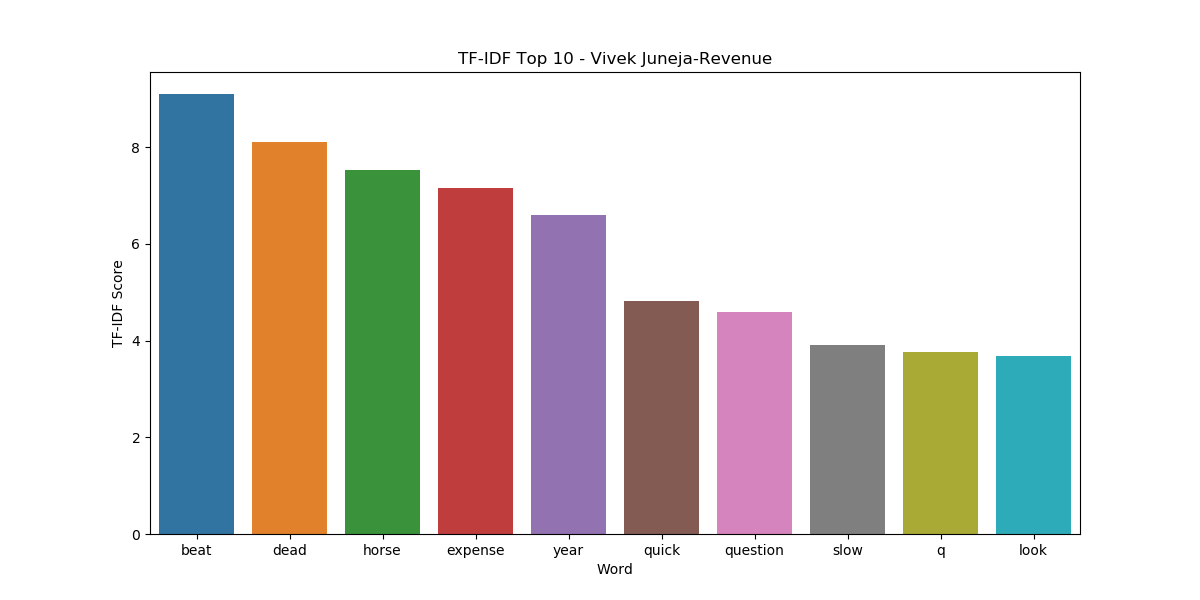 TF-IDF Top 10 - Vivek Juneja-Revenue
TF-IDF Score
8
6
4
2
0
beat dead horse expense year quick question slow q look
Word